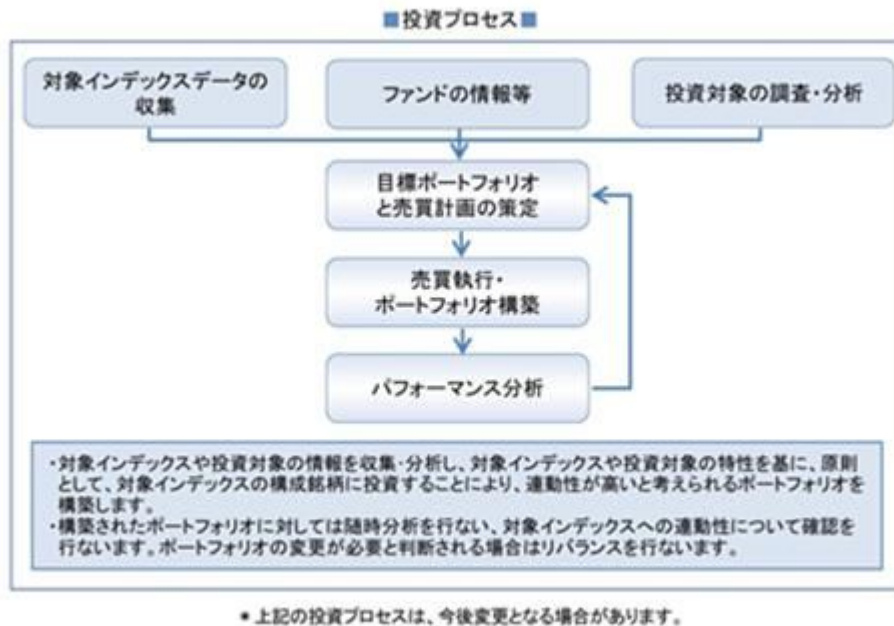 ■投資プロセス■
対象インデックスデータの
収集
ファンドの情報等
投資対象の調査・分析
目標ポートフォリオ
と売買計画の策定
売買執行・
ポートフォリオ構築
パフォーマンス分析
・対象インデックスや投資対象の情報を収集・分析し、対象インデックスや投資対象の特性を基に、原則
として、対象インデックスの構成銘柄に投資することにより、連動性が高いと考えられるポートフォリオを
構築します。
・構築されたポートフォリオに対しては随時分析を行ない、対象インデックスへの連動性について確認を
行ないます。ポートフォリオの変更が必要と判断される場合はリバランスを行ないます。
* 上記の投資プロセスは、今後変更となる場合があります。